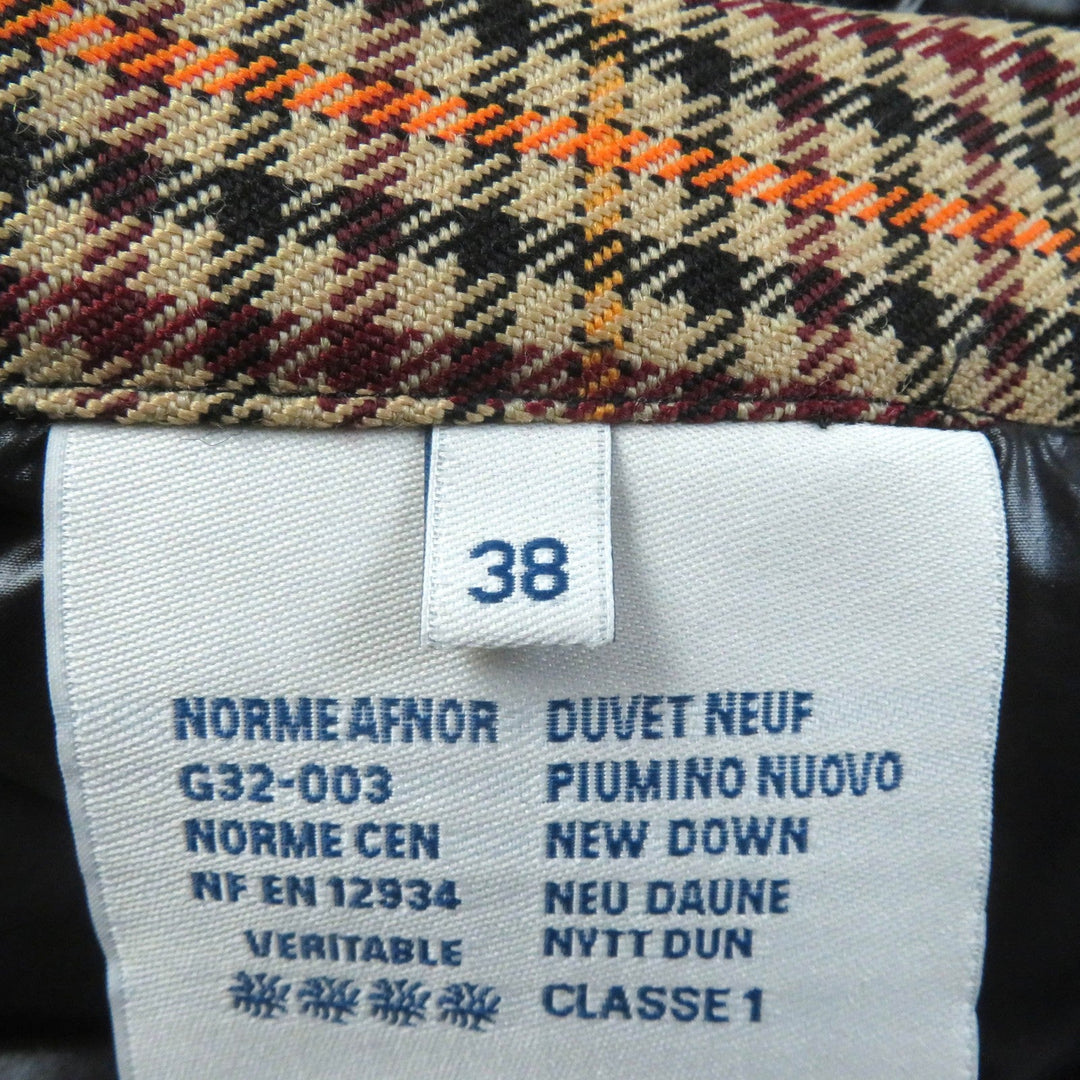 38
NORME AFNOR DUVET NEUF
G32-003 PIUMINO NUOVO
NORME CEN NEW DOWN
NF EN 12934 NEU DAUNE
VERITABLE NYTT DUN
CLASSE 1